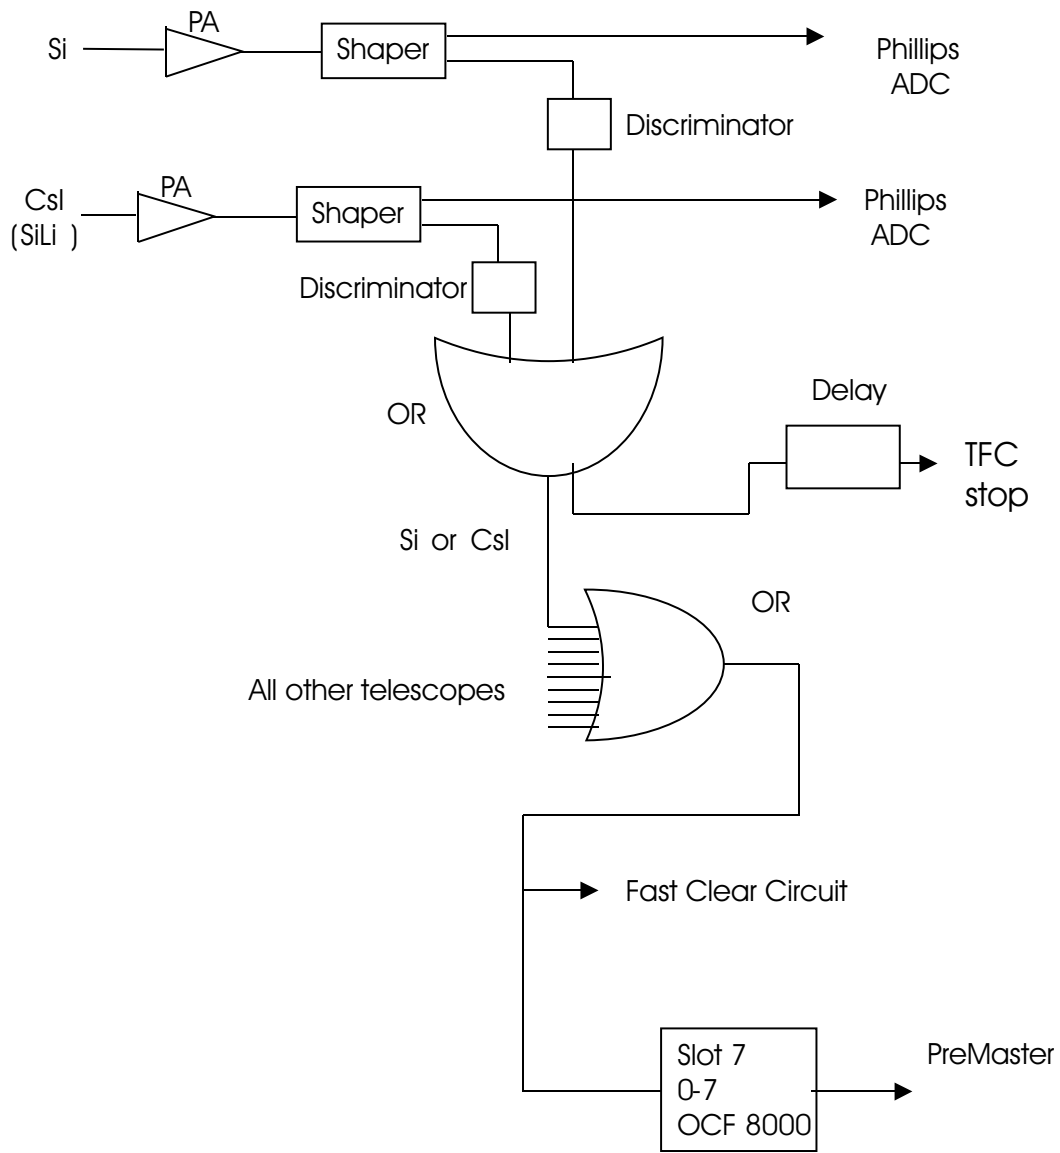 PA
Si
Shaper
Phillips
ADC
Discriminator
PA
CsI
(SiLi )
Shaper
Phillips
ADC
Discriminator
OR
Delay
TFC
stop
Si or CsI
OR
All other telescopes
Fast Clear Circuit
Slot 7
0-7
OCF 8000
PreMaster